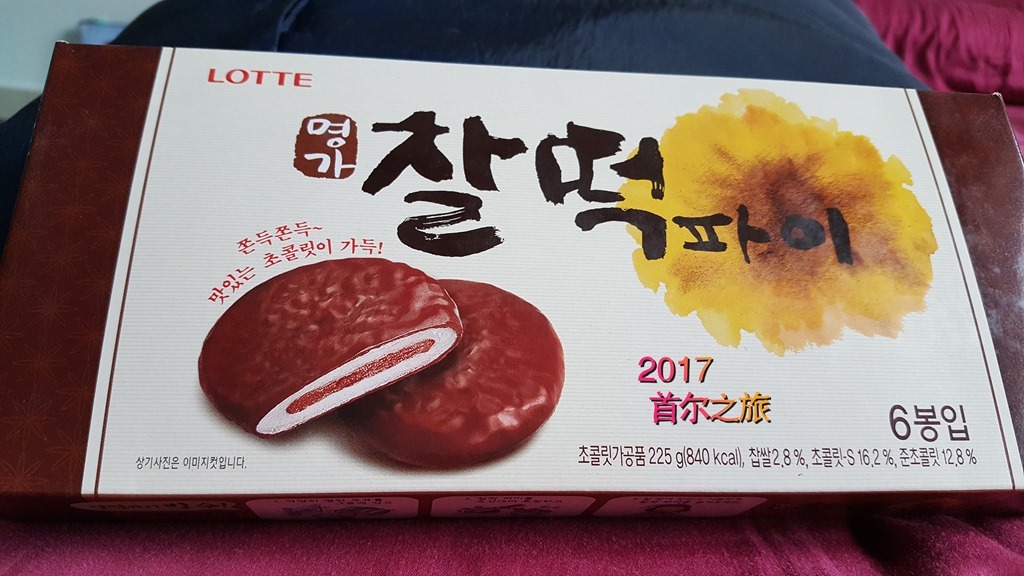 LOTTE
명가
찰떡파이
쫀득쫀득~
맛있는 초콜릿이 가득!
2017
首尔之旅
6봉입
초콜릿가공품 225 g(840 kcal), 찹쌀 2,8 %, 초콜릿-S 16,2 %, 준초콜릿 12,8 %
상기사진은 이미지컷입니다.